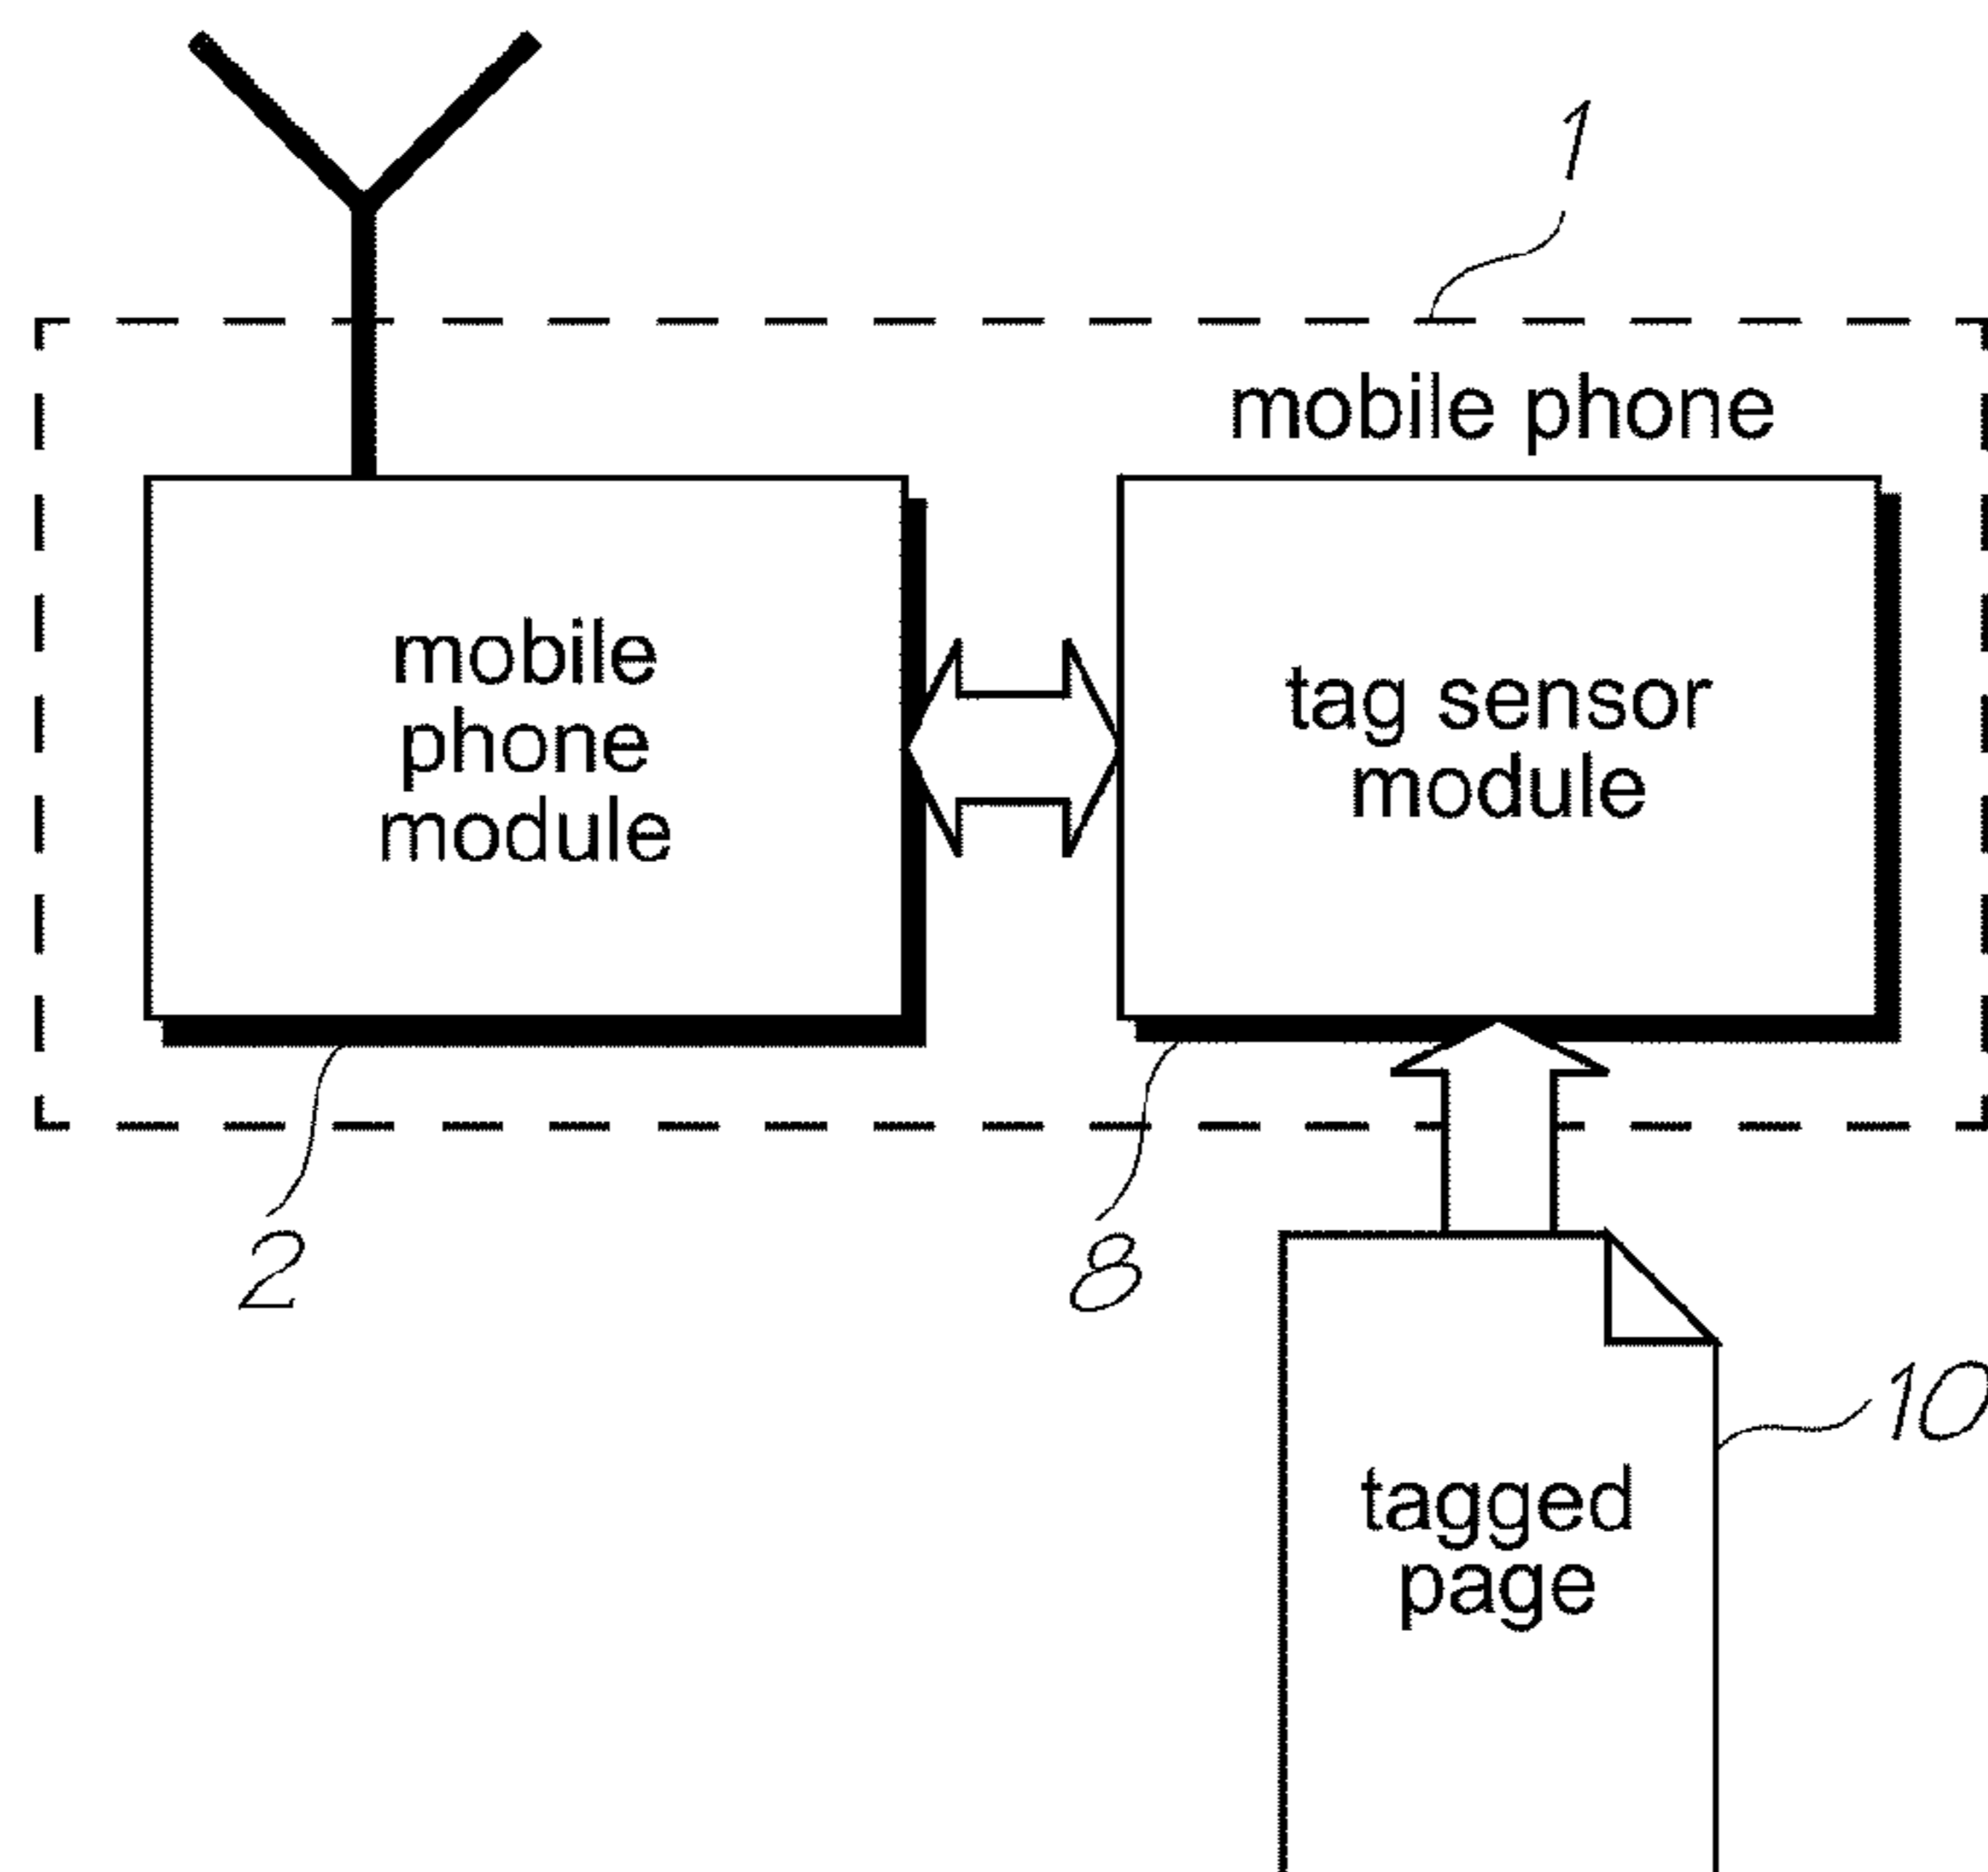 1
mobile phone
mobile
phone
module
tag sensor
module
2
8
10
tagged
page